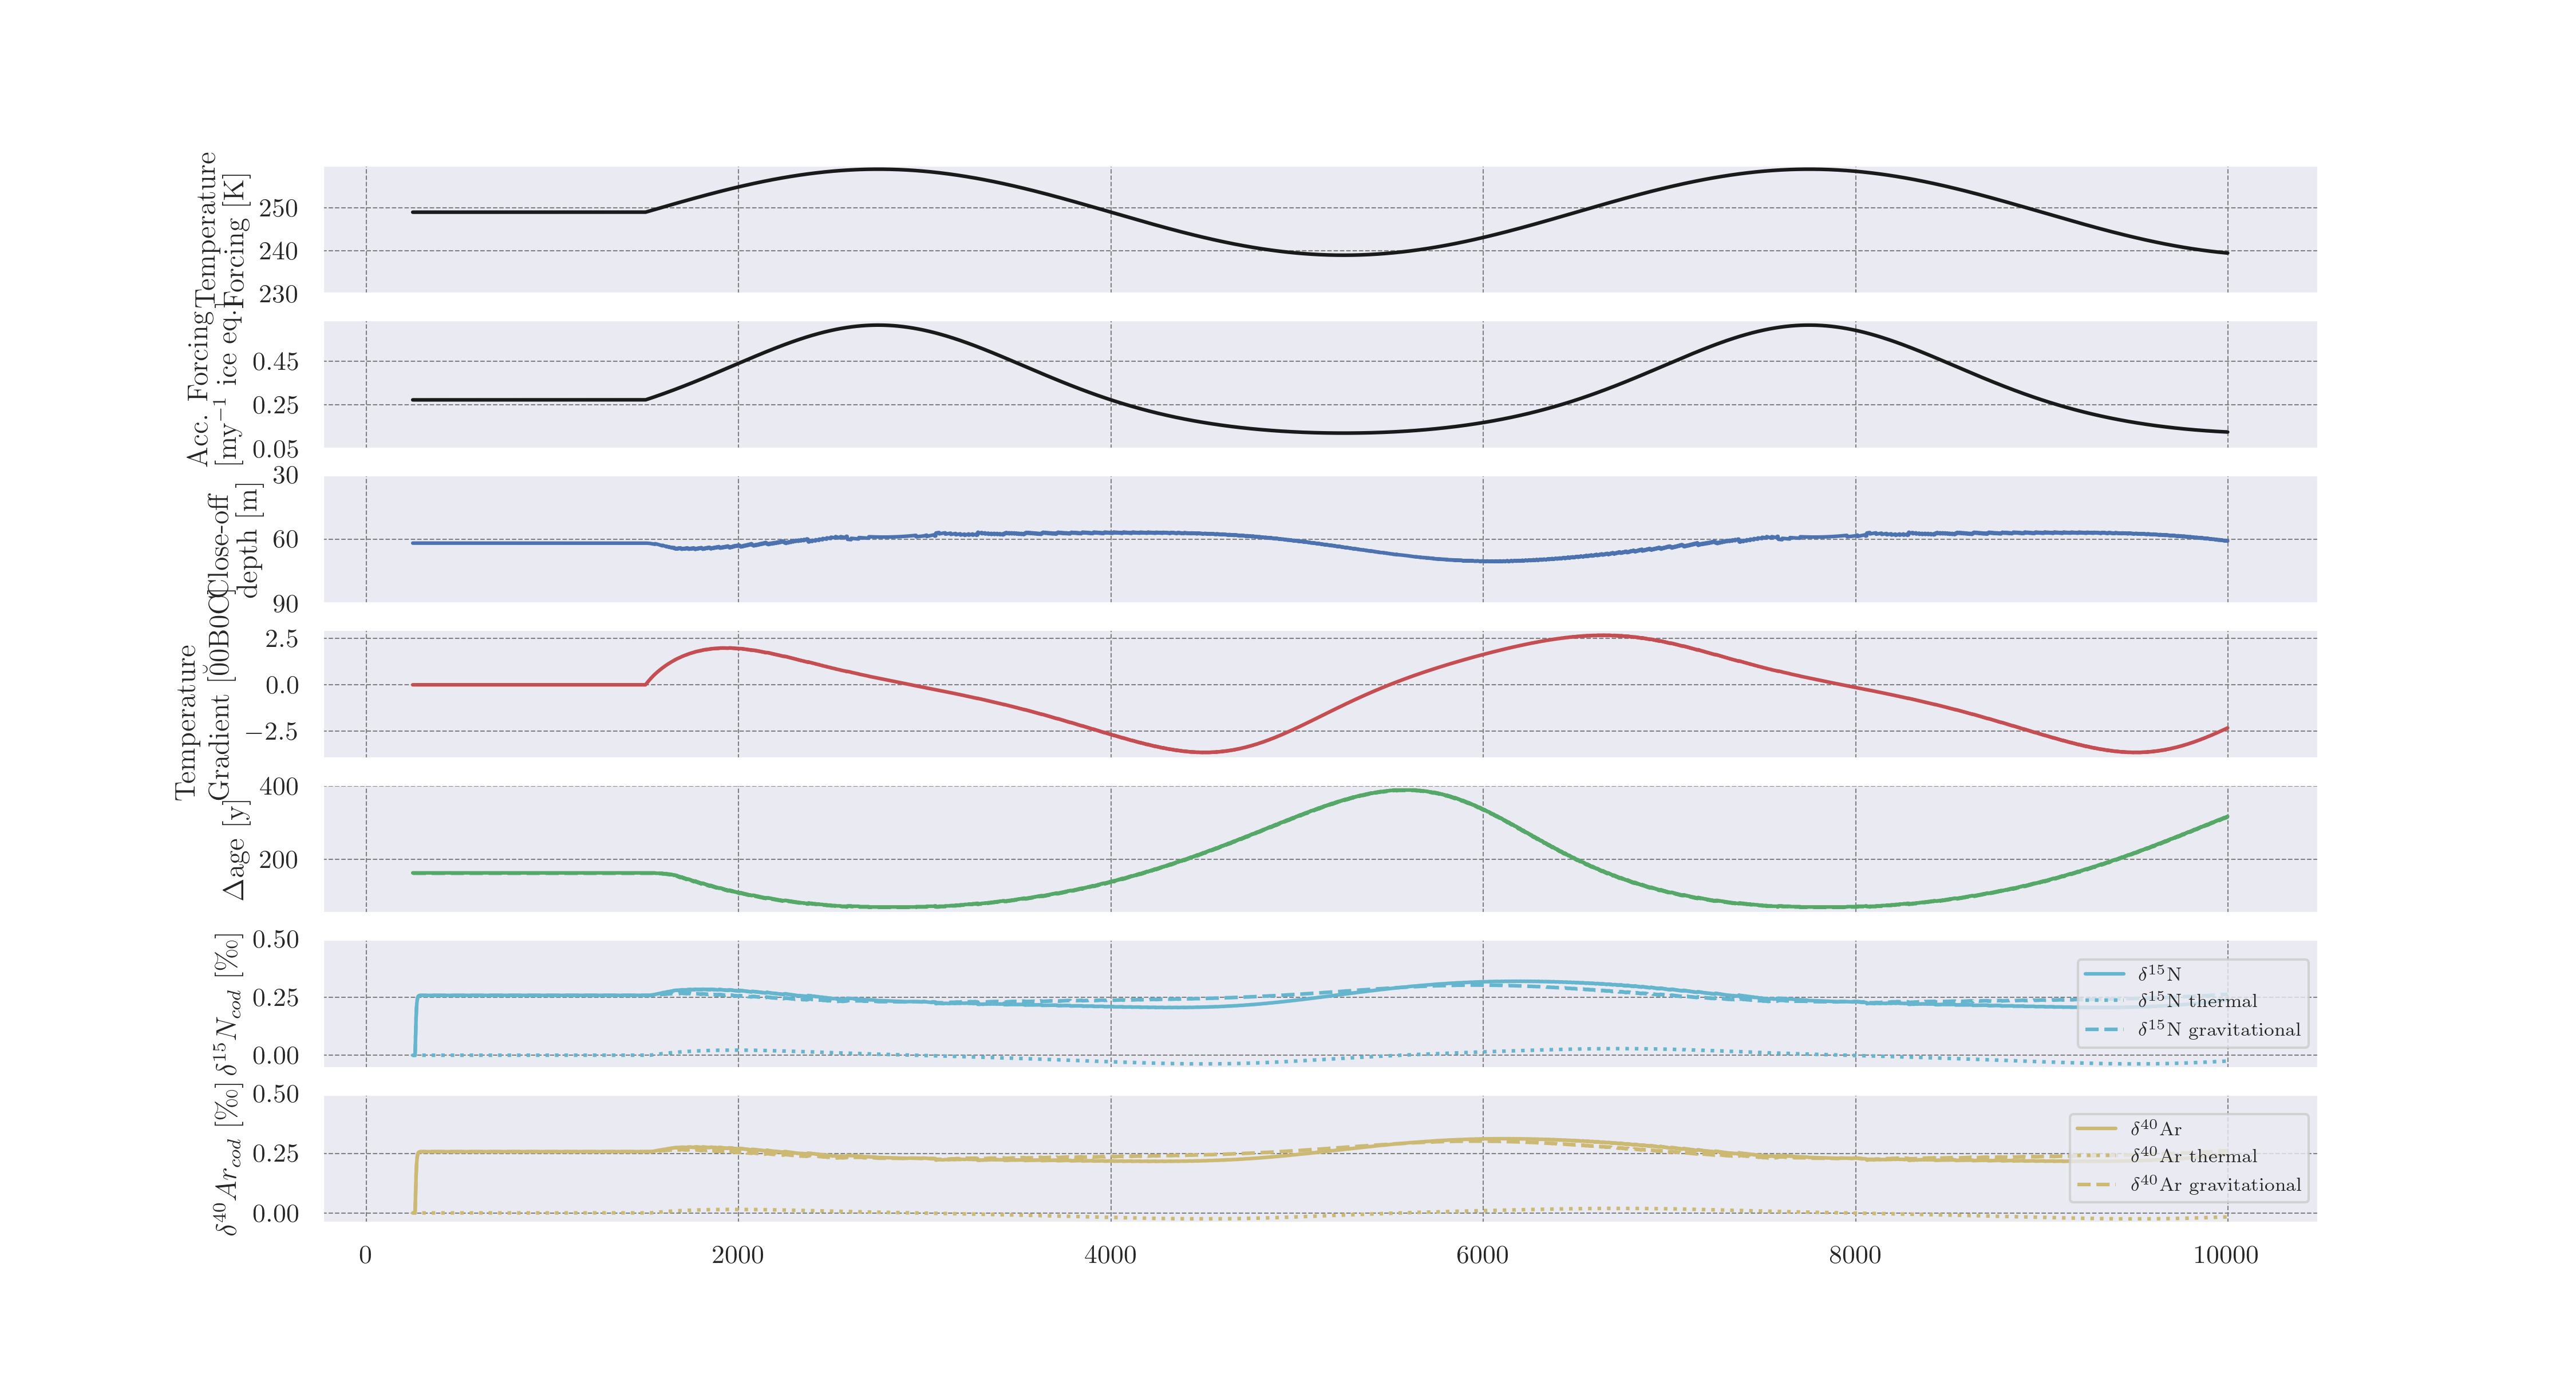 Temperature
Forcing [K]
250
240
230
Acc. Forcing
[my⁻¹ ice eq.]
0.45
0.25
0.05
Close-off
depth [m]
30
60
90
Temperature
Gradient [˘00B0C]
2.5
0.0
−2.5
Δage [y]
400
200
δ¹⁵N_cod [‰]
0.50
0.25
0.00
δ¹⁵N
δ¹⁵N thermal
δ¹⁵N gravitational
δ⁴⁰Ar_cod [‰]
0.50
0.25
0.00
δ⁴⁰Ar
δ⁴⁰Ar thermal
δ⁴⁰Ar gravitational
0 2000 4000 6000 8000 10000